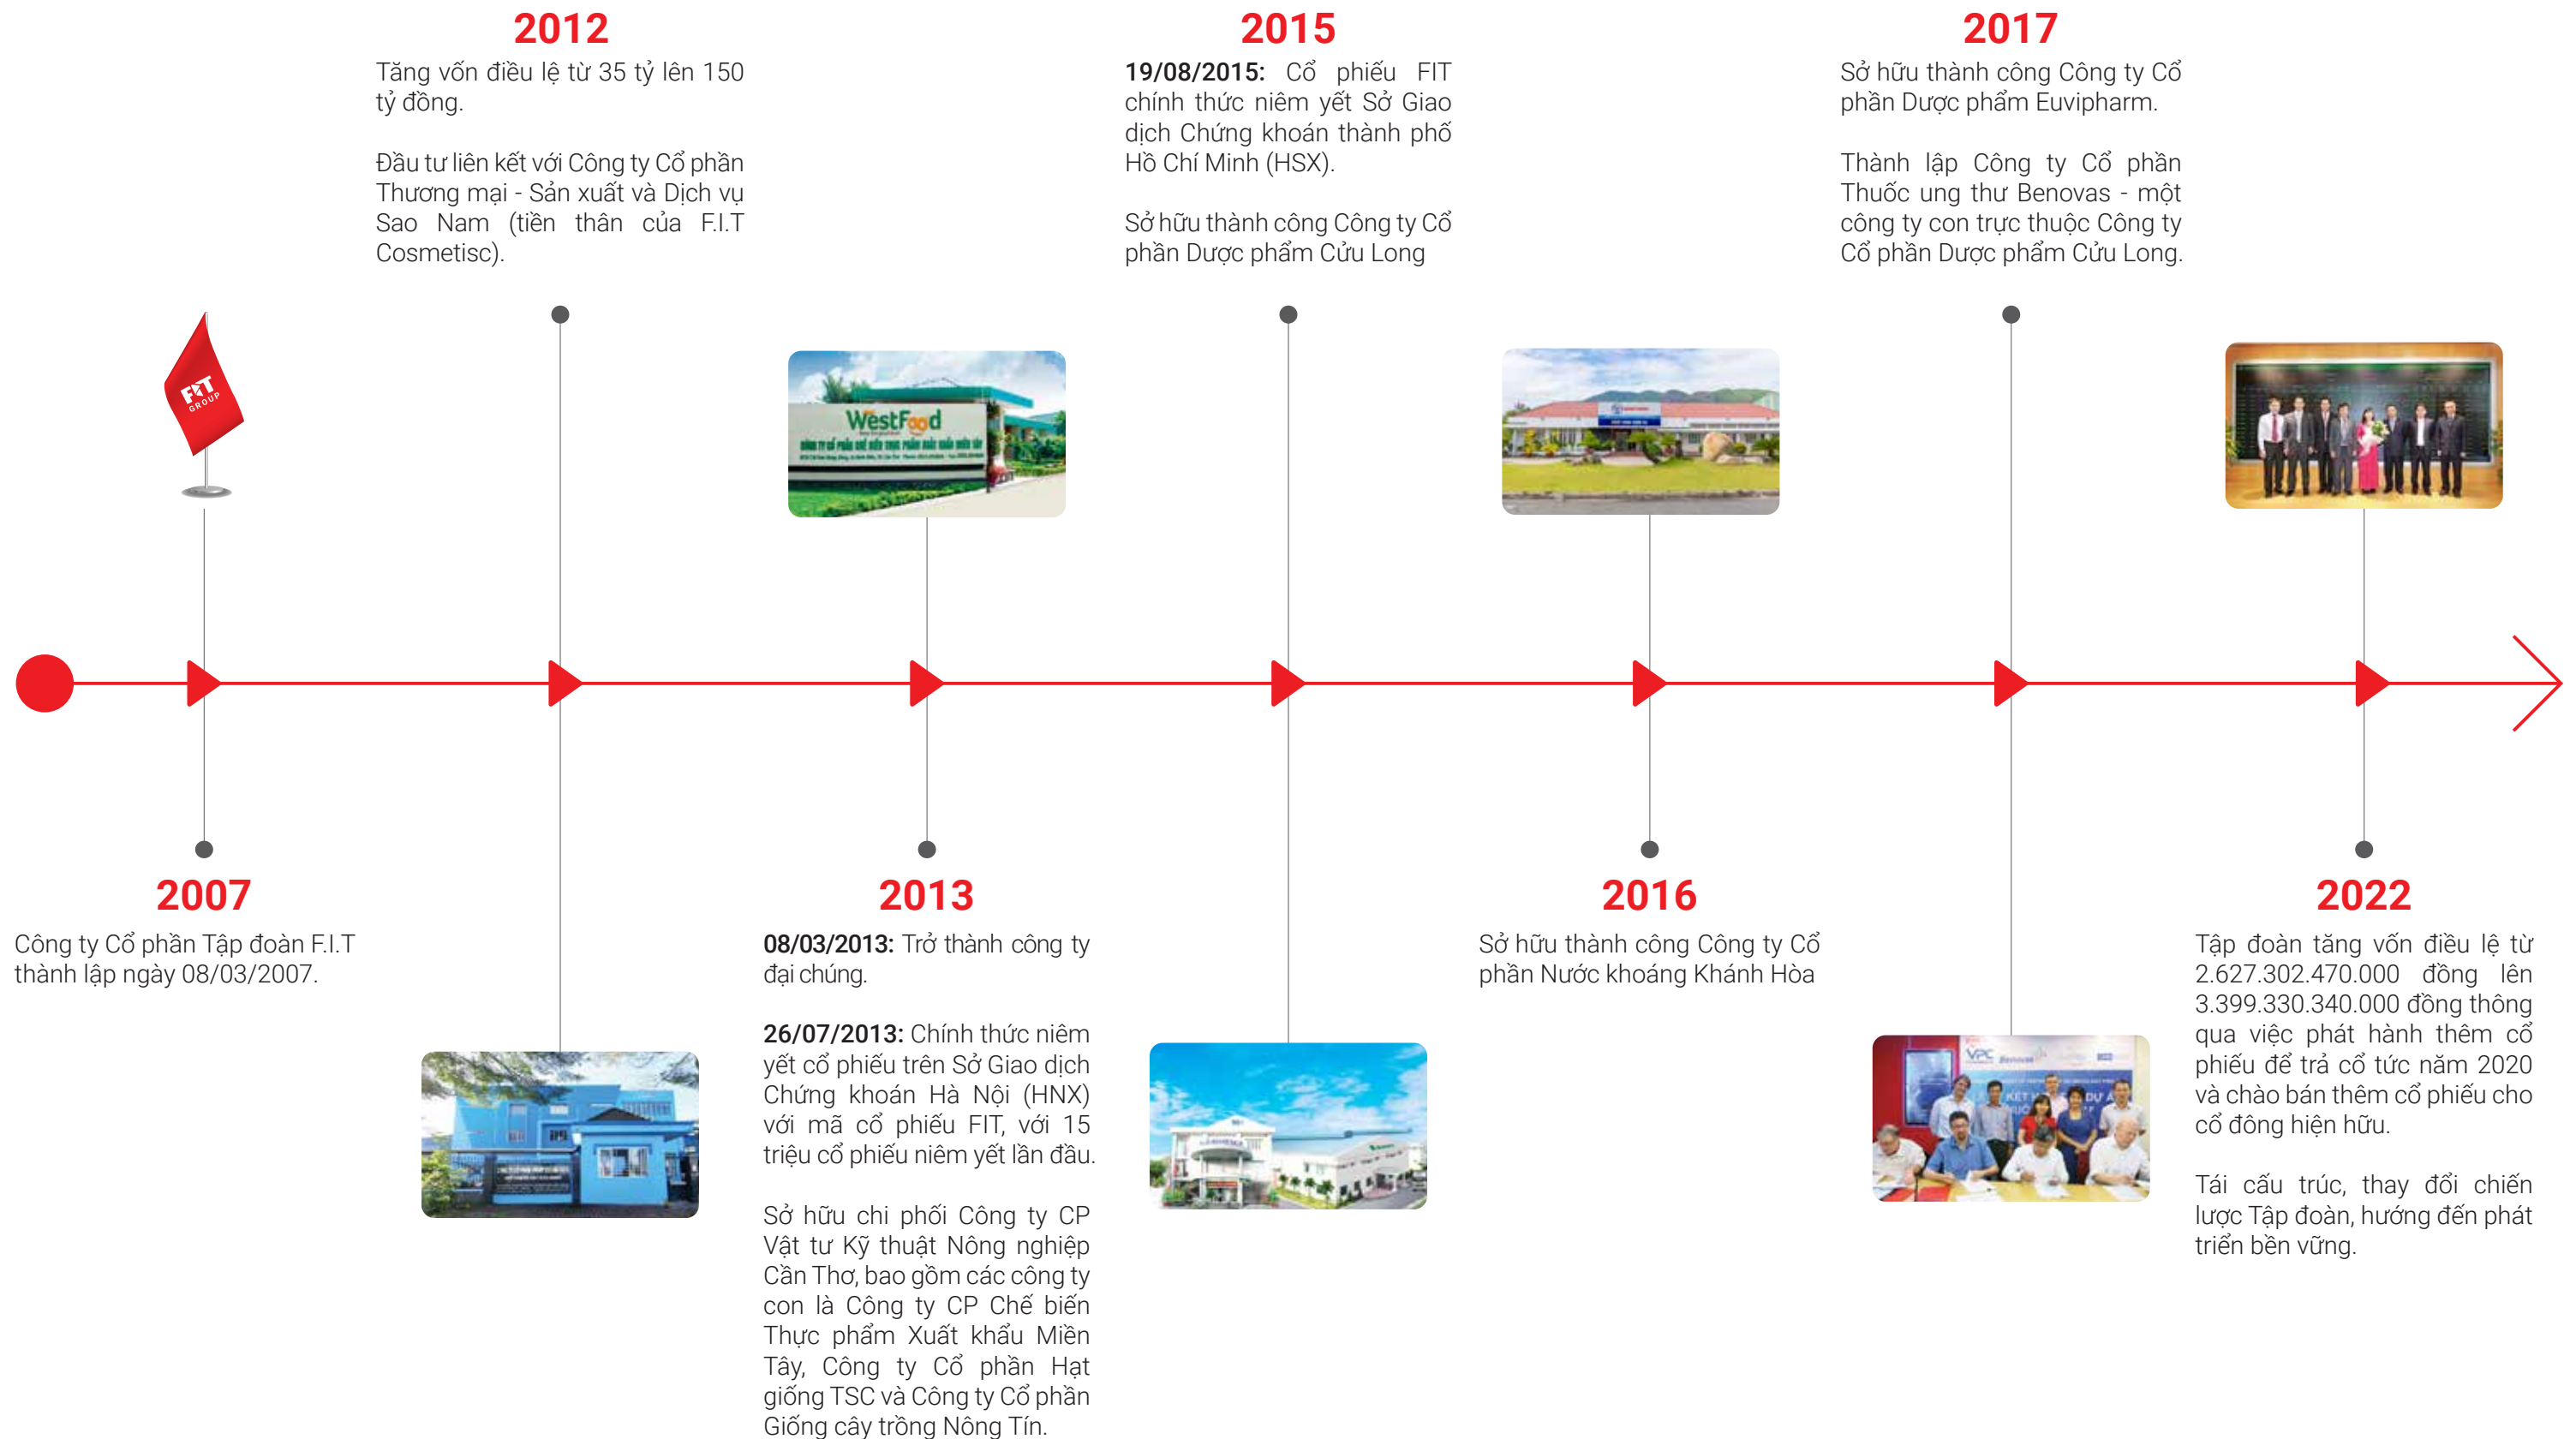 2012
Tăng vốn điều lệ từ 35 tỷ lên 150
tỷ đồng.
Đầu tư liên kết với Công ty Cổ phần
Thương mại - Sản xuất và Dịch vụ
Sao Nam (tiền thân của F.I.T
Cosmetisc).
2015
19/08/2015: Cổ phiếu FIT
chính thức niêm yết Sở Giao
dịch Chứng khoán thành phố
Hồ Chí Minh (HSX).
Sở hữu thành công Công ty Cổ
phần Dược phẩm Cửu Long
2017
Sở hữu thành công Công ty Cổ
phần Dược phẩm Euvipharm.
Thành lập Công ty Cổ phần
Thuốc ung thư Benovas - một
công ty con trực thuộc Công ty
Cổ phần Dược phẩm Cửu Long.
FIT
GROUP
WestFood
CÔNG TY CỔ PHẦN CHẾ BIẾN THỰC PHẨM XUẤT KHẨU MIỀN TÂY
2007
Công ty Cổ phần Tập đoàn F.I.T
thành lập ngày 08/03/2007.
2013
08/03/2013: Trở thành công ty
đại chúng.
26/07/2013: Chính thức niêm
yết cổ phiếu trên Sở Giao dịch
Chứng khoán Hà Nội (HNX)
với mã cổ phiếu FIT, với 15
triệu cổ phiếu niêm yết lần đầu.
Sở hữu chi phối Công ty CP
Vật tư Kỹ thuật Nông nghiệp
Cần Thơ, bao gồm các công ty
con là Công ty CP Chế biến
Thực phẩm Xuất khẩu Miền
Tây, Công ty Cổ phần Hạt
giống TSC và Công ty Cổ phần
Giống cây trồng Nông Tín.
2016
Sở hữu thành công Công ty Cổ
phần Nước khoáng Khánh Hòa
VPC Benovas
2022
Tập đoàn tăng vốn điều lệ từ
2.627.302.470.000 đồng lên
3.399.330.340.000 đồng thông
qua việc phát hành thêm cổ
phiếu để trả cổ tức năm 2020
và chào bán thêm cổ phiếu cho
cổ đông hiện hữu.
Tái cấu trúc, thay đổi chiến
lược Tập đoàn, hướng đến phát
triển bền vững.